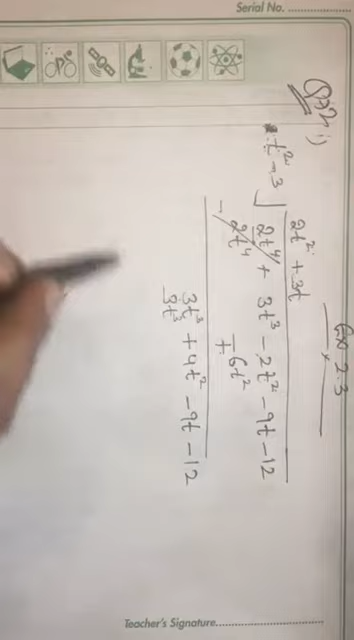 Serial No. ..................
Ex 2.3
Q2) i)
2t² + 3t
t² - 3 √ 2t⁴ + 3t³ - 2t² - 9t - 12
- 2t⁴ ∓ 6t²
3t³ + 4t² - 9t - 12
3t³
Teacher's Signature..............................